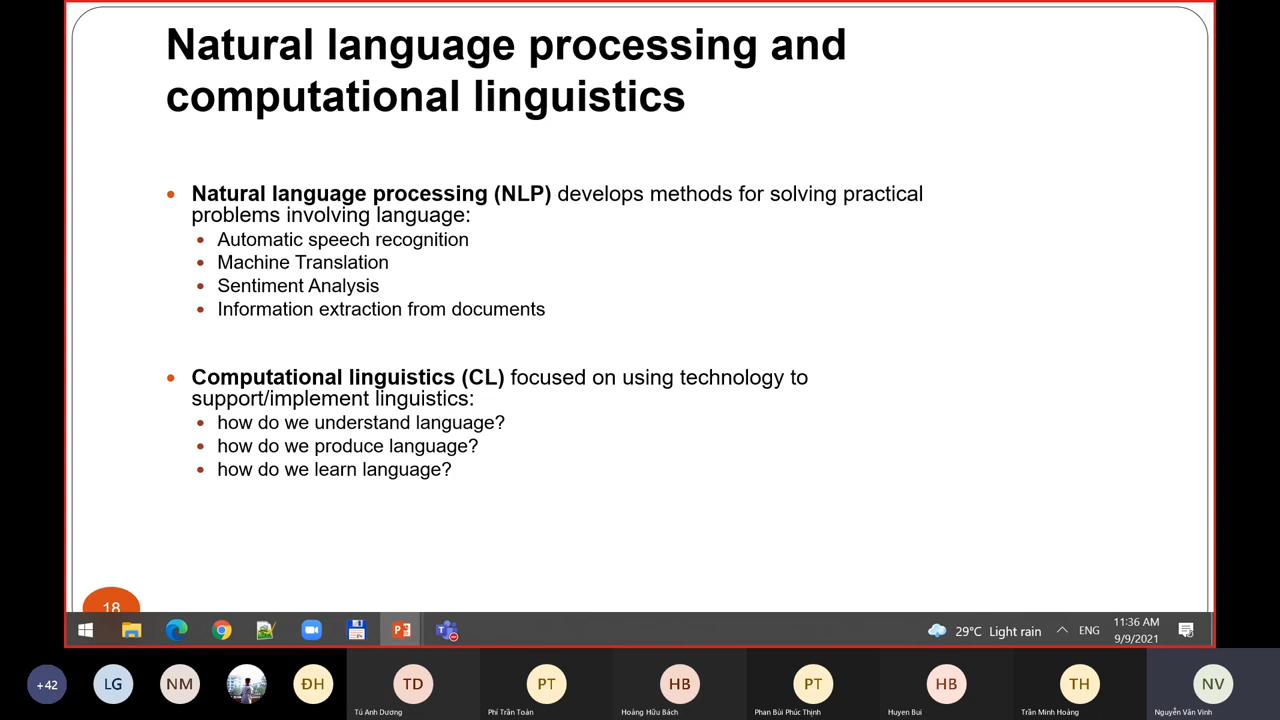 Natural language processing and
computational linguistics
• Natural language processing (NLP) develops methods for solving practical
problems involving language:
• Automatic speech recognition
• Machine Translation
• Sentiment Analysis
• Information extraction from documents
• Computational linguistics (CL) focused on using technology to
support/implement linguistics:
• how do we understand language?
• how do we produce language?
• how do we learn language?
18
29°C Light rain ENG 11:36 AM
9/9/2021
+42 LG NM ĐH TD PT HB PT HB TH NV
Tú Anh Dương Phí Trần Toàn Hoàng Hữu Bách Phan Bùi Phúc Thịnh Huyen Bui Trần Minh Hoàng Nguyễn Văn Vinh